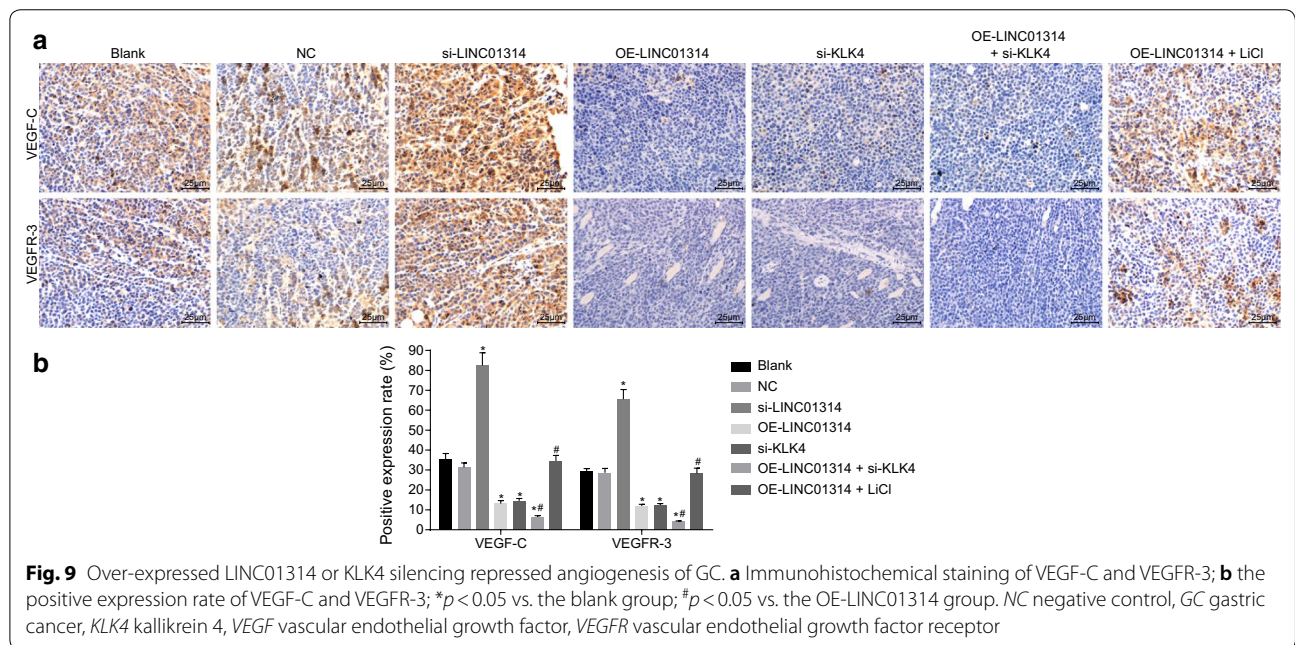 a
Blank NC si-LINC01314 OE-LINC01314 si-KLK4 OE-LINC01314 + si-KLK4 OE-LINC01314 + LiCl
VEGF-C
25µm 25µm 25µm 25µm 25µm 25µm 25µm
VEGFR-3
25µm 25µm 25µm 25µm 25µm 25µm 25µm
b
Positive expression rate (%)
90
80
70
60
50
40
30
20
10
0
* * * *# #
* * * *# #
VEGF-C VEGFR-3
Blank
NC
si-LINC01314
OE-LINC01314
si-KLK4
OE-LINC01314 + si-KLK4
OE-LINC01314 + LiCl
Fig. 9 Over-expressed LINC01314 or KLK4 silencing repressed angiogenesis of GC. a Immunohistochemical staining of VEGF-C and VEGFR-3; b the
positive expression rate of VEGF-C and VEGFR-3; *p < 0.05 vs. the blank group; #p < 0.05 vs. the OE-LINC01314 group. NC negative control, GC gastric
cancer, KLK4 kallikrein 4, VEGF vascular endothelial growth factor, VEGFR vascular endothelial growth factor receptor